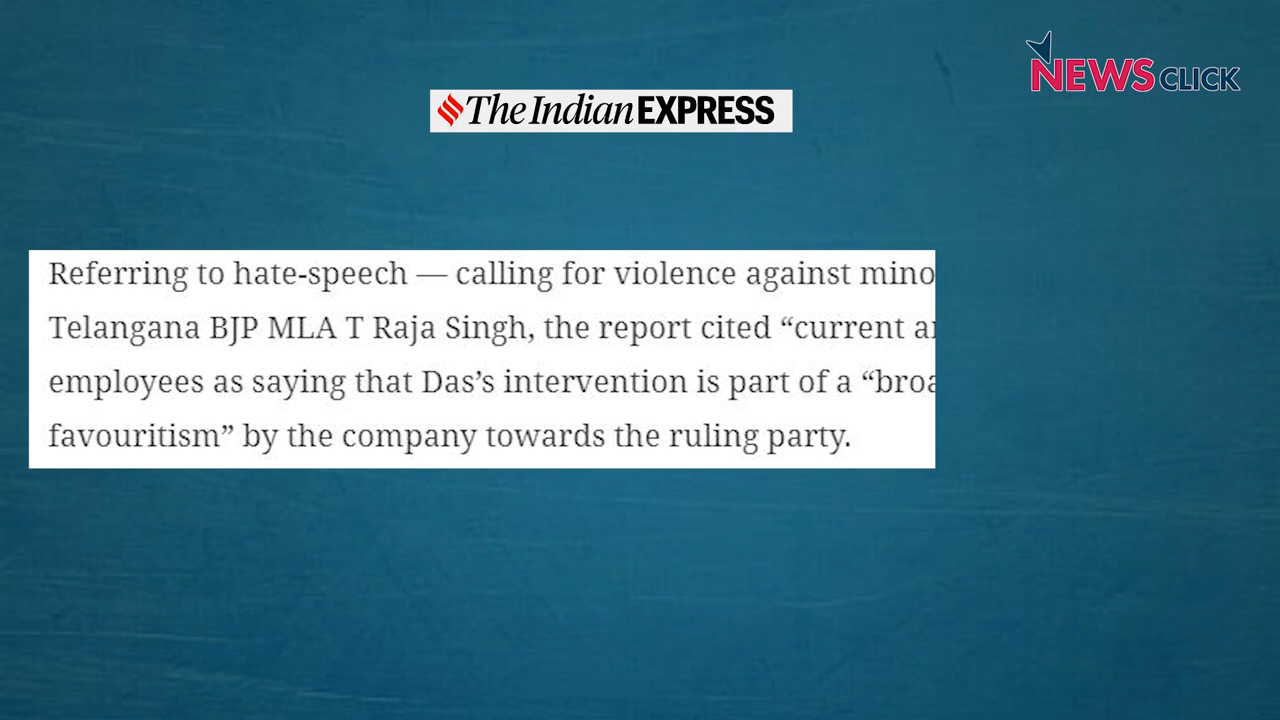 NEWS CLICK
The Indian EXPRESS
Referring to hate-speech — calling for violence against mino
Telangana BJP MLA T Raja Singh, the report cited “current a
employees as saying that Das’s intervention is part of a “broa
favouritism” by the company towards the ruling party.